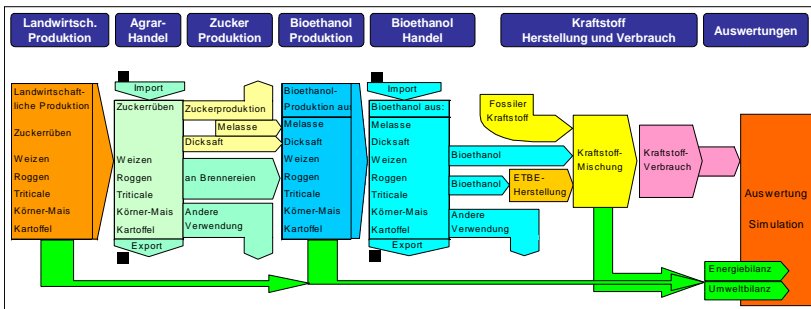 Landwirtsch.
Produktion
Agrar-
Handel
Zucker
Produktion
Bioethanol
Produktion
Bioethanol
Handel
Kraftstoff
Herstellung und Verbrauch
Auswertungen
Landwirtschaft-
liche Produktion
Zuckerrüben
Weizen
Roggen
Triticale
Körner-Mais
Kartoffel
Import
Zuckerrüben
Weizen
Roggen
Triticale
Körner-Mais
Kartoffel
Export
Zuckerproduktion
Melasse
Dicksaft
an Brennereien
Andere
Verwendung
Bioethanol-
Produktion aus
Melasse
Dicksaft
Weizen
Roggen
Triticale
Körner-Mais
Kartoffel
Import
Bioethanol aus:
Melasse
Dicksaft
Weizen
Roggen
Triticale
Körner-Mais
Kartoffel
Export
Bioethanol
Bioethanol
Andere
Verwendung
Fossiler
Kraftstoff
ETBE-
Herstellung
Kraftstoff-
Mischung
Kraftstoff-
Verbrauch
Auswertung
Simulation
Energiebilanz
Umweltbilanz